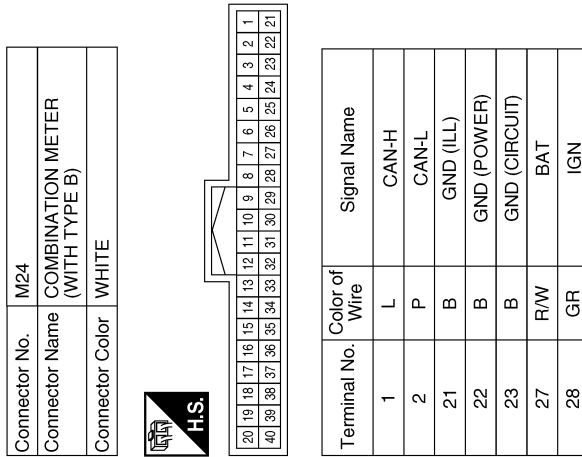 Connector No. M24
Connector Name COMBINATION METER
(WITH TYPE B)
Connector Color WHITE
H.S.
20 19 18 17 16 15 14 13 12 11 10 9 8 7 6 5 4 3 2 1
40 39 38 37 36 35 34 33 32 31 30 29 28 27 26 25 24 23 22 21
Terminal No. Color of Wire Signal Name
1 L CAN-H
2 P CAN-L
21 B GND (ILL)
22 B GND (POWER)
23 B GND (CIRCUIT)
27 R/W BAT
28 GR IGN